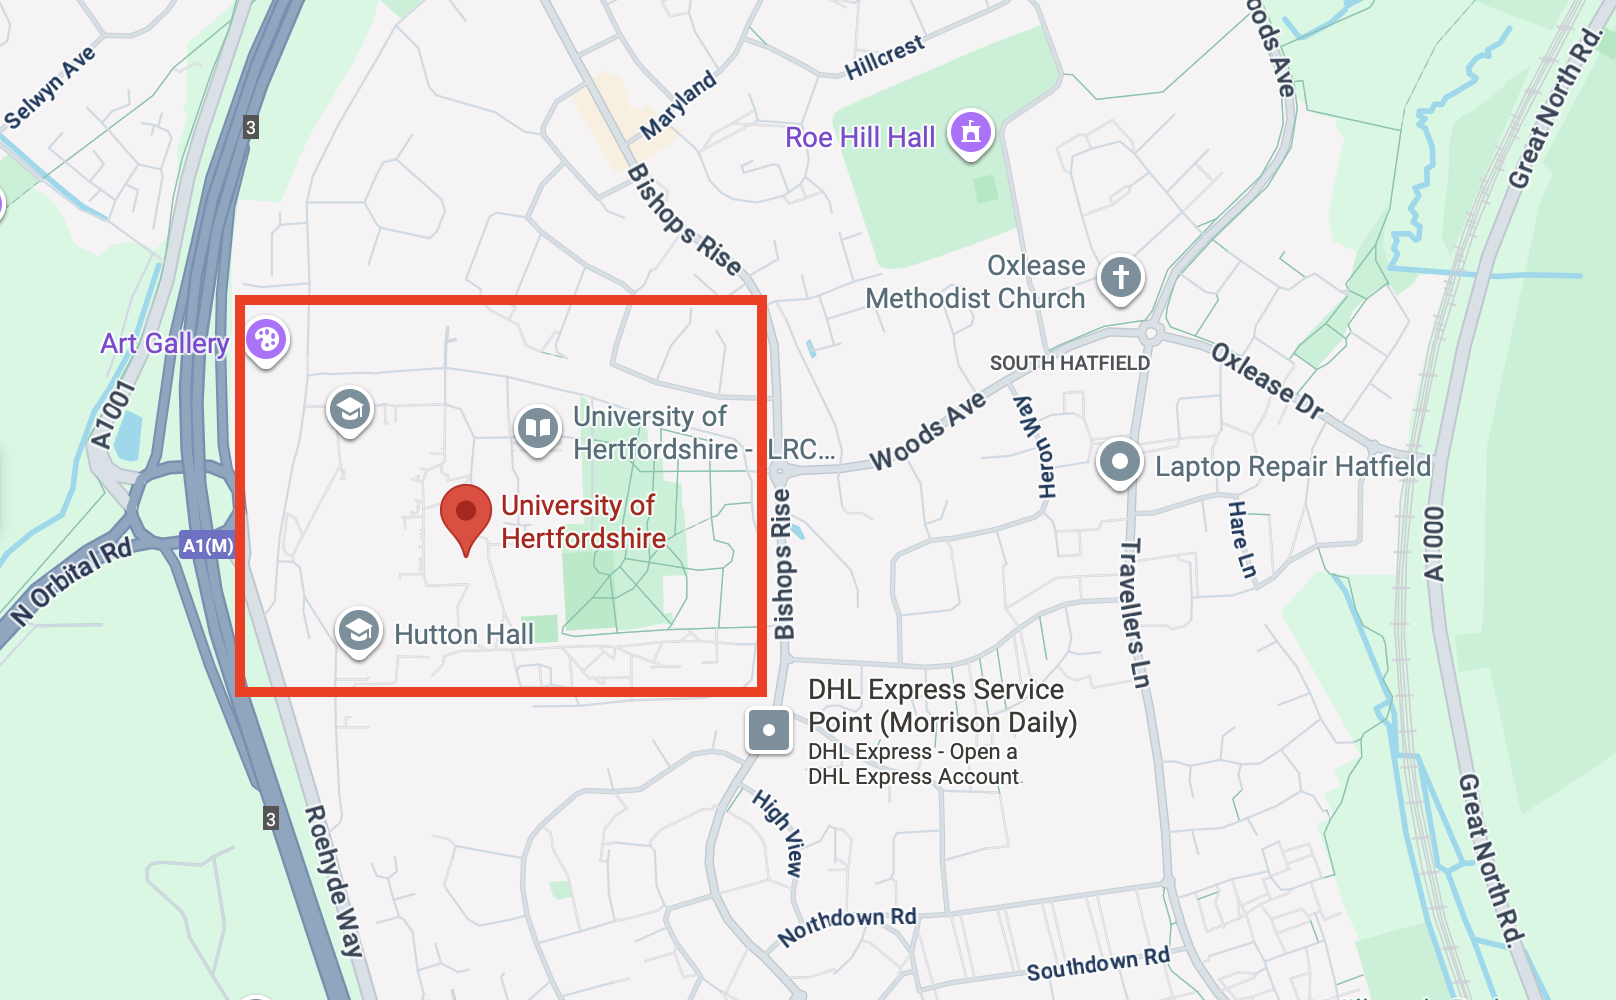 Selwyn Ave
3
Maryland
Hillcrest
Woods Ave
Great North Rd.
Roe Hill Hall
Bishops Rise
Oxlease
Methodist Church
Art Gallery
SOUTH HATFIELD
Oxlease Dr
A1001
University of
Hertfordshire - LRC...
Woods Ave
Heron Way
Laptop Repair Hatfield
University of
Hertfordshire
Bishops Rise
Hare Ln
A1000
A1(M)
N Orbital Rd
Travellers Ln
Hutton Hall
DHL Express Service
Point (Morrison Daily)
DHL Express - Open a
DHL Express Account
3
Roehyde Way
High View
Great North Rd.
Northdown Rd
Southdown Rd